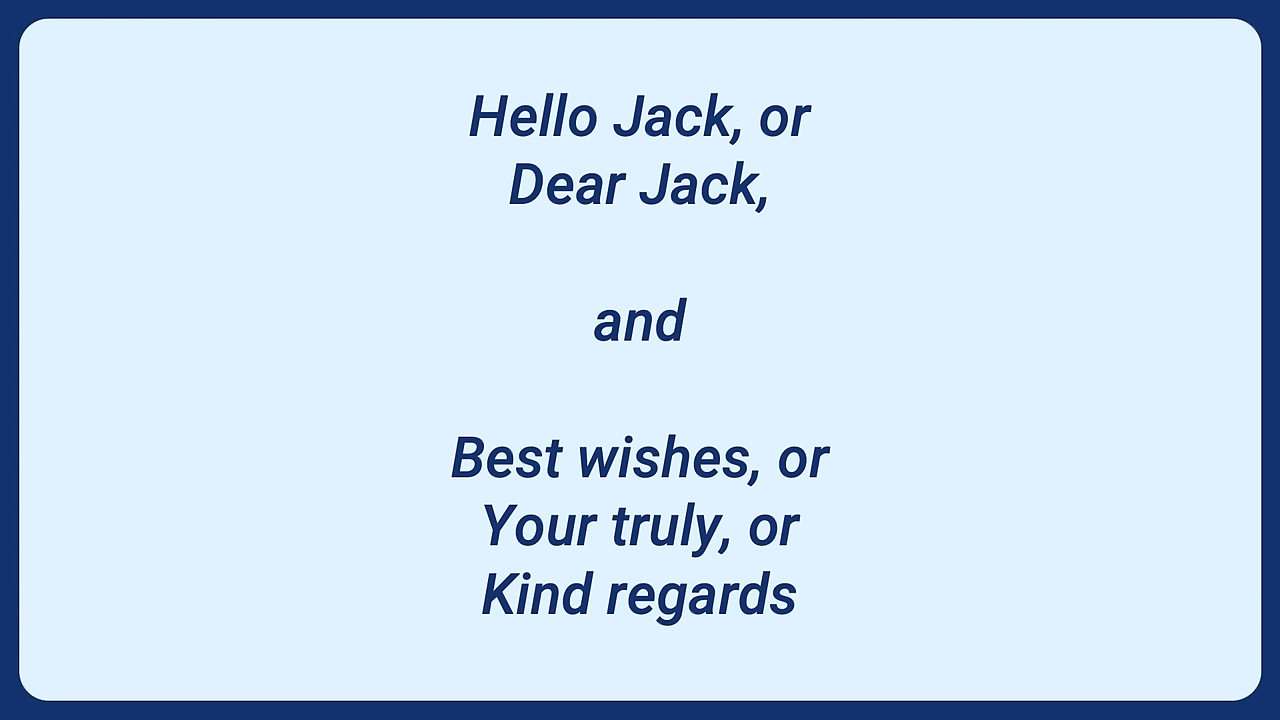 Hello Jack, or
Dear Jack,
and
Best wishes, or
Your truly, or
Kind regards